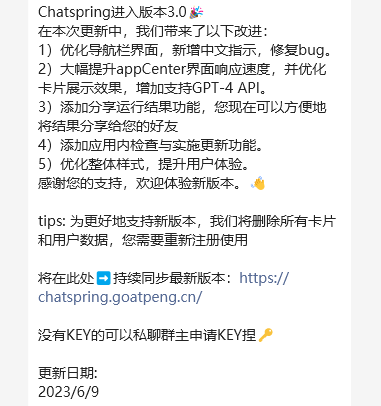 Chatspring进入版本3.0🎉
在本次更新中，我们带来了以下改进：
1）优化导航栏界面，新增中文指示，修复bug。
2）大幅提升appCenter界面响应速度，并优化
卡片展示效果，增加支持GPT-4 API。
3）添加分享运行结果功能，您现在可以方便地
将结果分享给您的好友
4）添加应用内检查与实施更新功能。
5）优化整体样式，提升用户体验。
感谢您的支持，欢迎体验新版本。👋
tips: 为更好地支持新版本，我们将删除所有卡片
和用户数据，您需要重新注册使用
将在此处➡️持续同步最新版本：https://
chatspring.goatpeng.cn/
没有KEY的可以私聊群主申请KEY捏🔑
更新日期:
2023/6/9